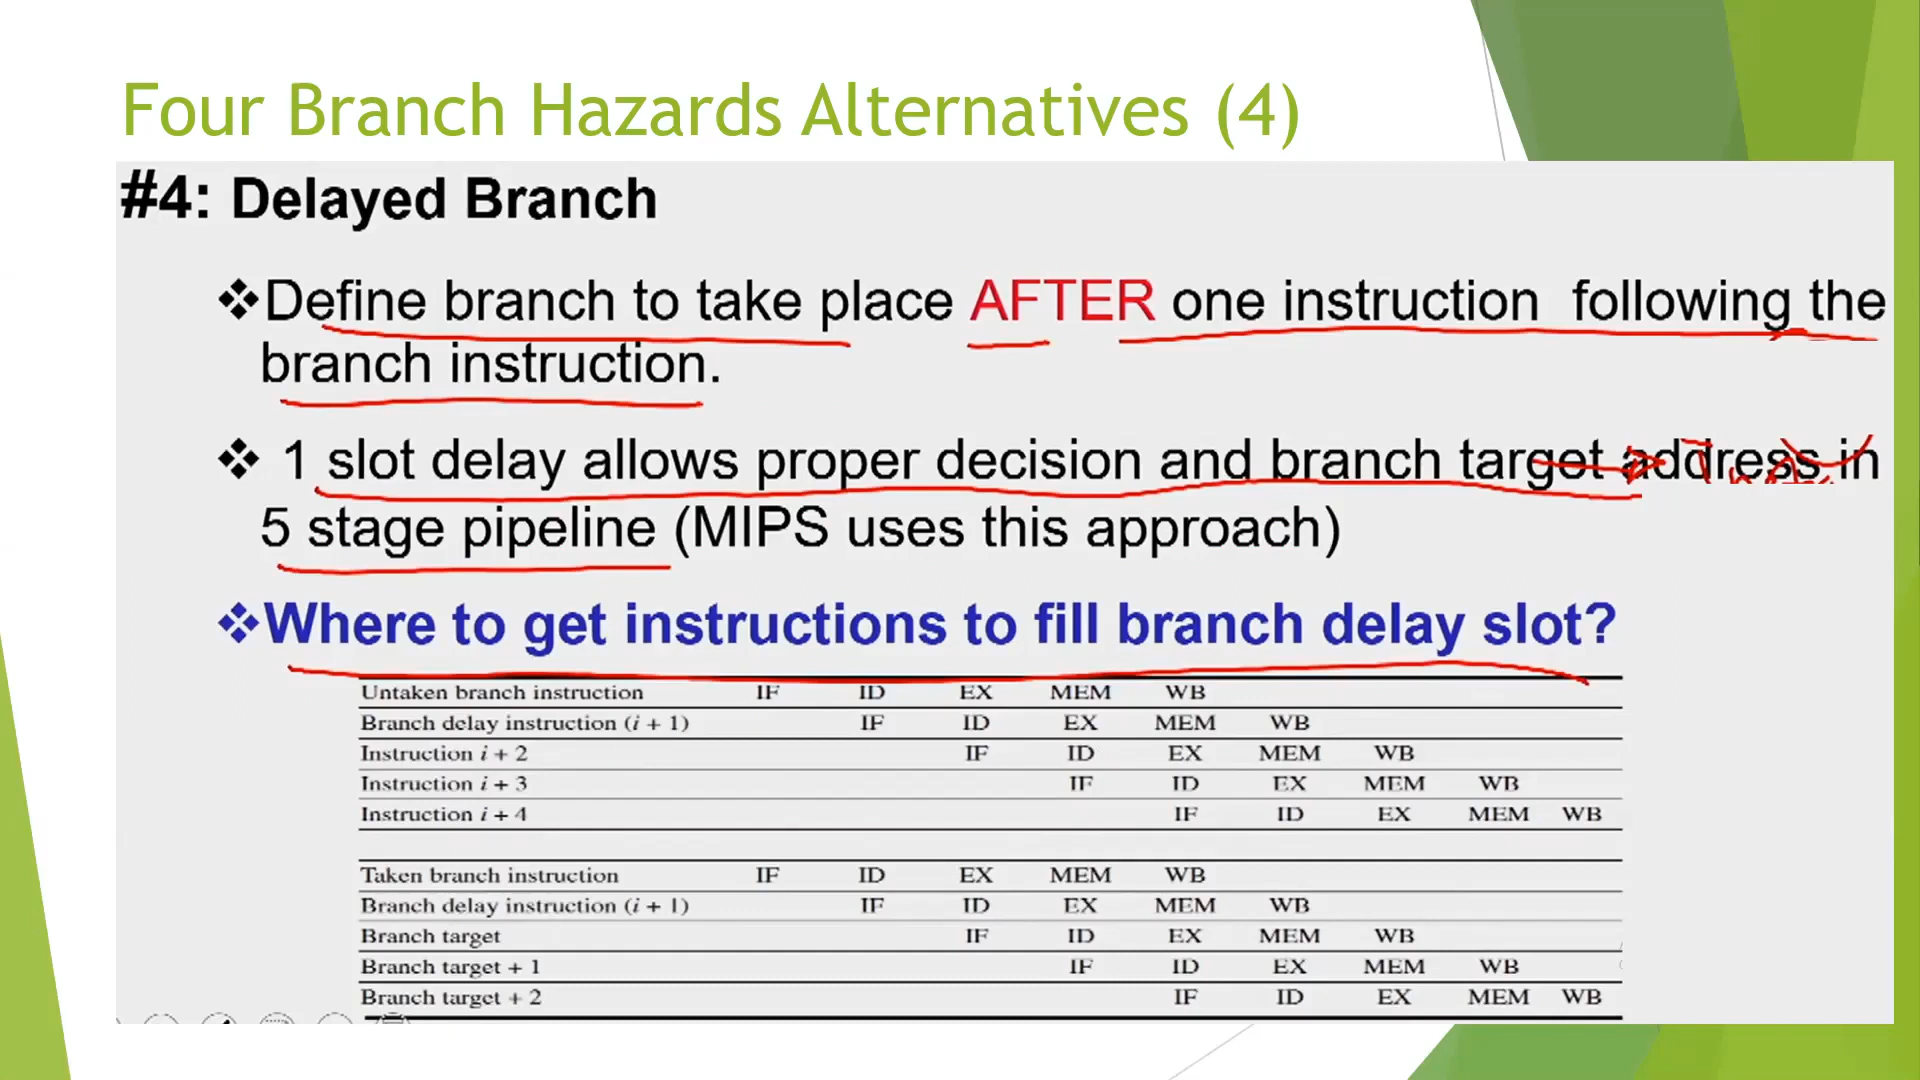 Four Branch Hazards Alternatives (4)
#4: Delayed Branch
❖Define branch to take place AFTER one instruction following the
branch instruction.
❖ 1 slot delay allows proper decision and branch target address in
5 stage pipeline (MIPS uses this approach)
❖Where to get instructions to fill branch delay slot?
Untaken branch instruction IF ID EX MEM WB
Branch delay instruction (i + 1) IF ID EX MEM WB
Instruction i + 2 IF ID EX MEM WB
Instruction i + 3 IF ID EX MEM WB
Instruction i + 4 IF ID EX MEM WB
Taken branch instruction IF ID EX MEM WB
Branch delay instruction (i + 1) IF ID EX MEM WB
Branch target IF ID EX MEM WB
Branch target + 1 IF ID EX MEM WB
Branch target + 2 IF ID EX MEM WB